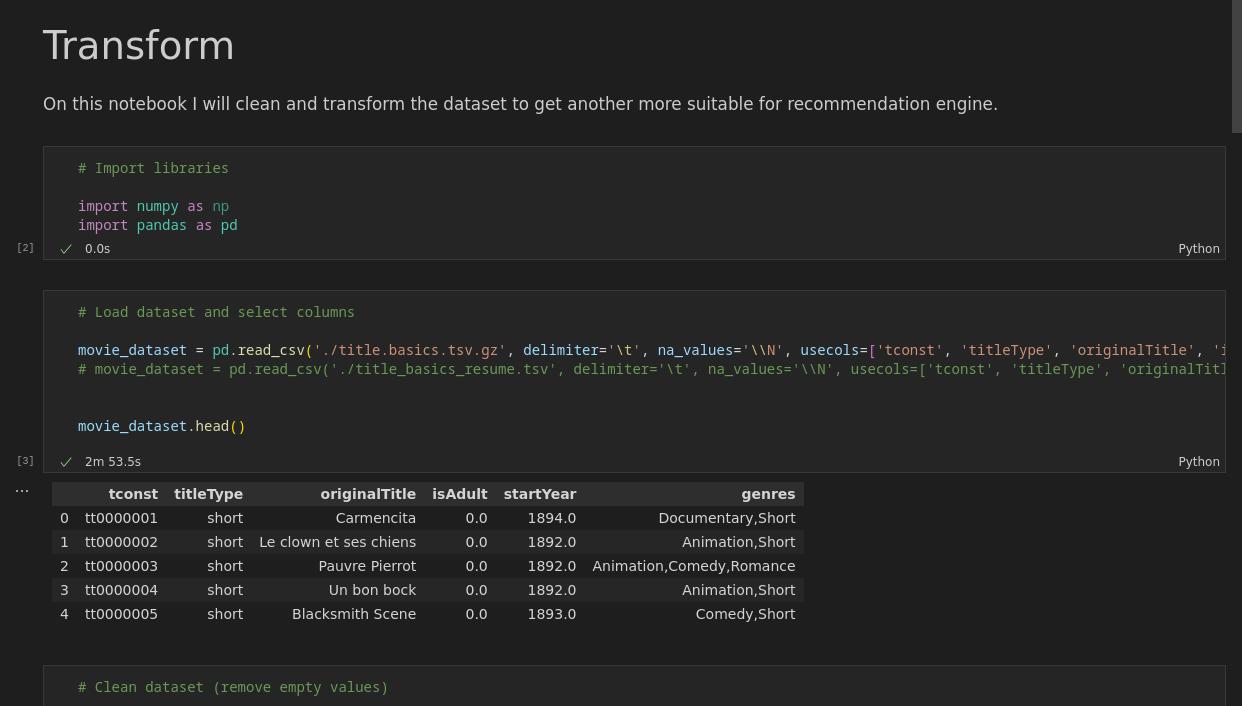 Transform
On this notebook I will clean and transform the dataset to get another more suitable for recommendation engine.
# Import libraries
import numpy as np
import pandas as pd
[2] 0.0s Python
# Load dataset and select columns
movie_dataset = pd.read_csv('./title.basics.tsv.gz', delimiter='\t', na_values='\\N', usecols=['tconst', 'titleType', 'originalTitle', 'i
# movie_dataset = pd.read_csv('./title_basics_resume.tsv', delimiter='\t', na_values='\\N', usecols=['tconst', 'titleType', 'originalTitl
movie_dataset.head()
[3] 2m 53.5s Python
...
tconst titleType originalTitle isAdult startYear genres
0 tt0000001 short Carmencita 0.0 1894.0 Documentary,Short
1 tt0000002 short Le clown et ses chiens 0.0 1892.0 Animation,Short
2 tt0000003 short Pauvre Pierrot 0.0 1892.0 Animation,Comedy,Romance
3 tt0000004 short Un bon bock 0.0 1892.0 Animation,Short
4 tt0000005 short Blacksmith Scene 0.0 1893.0 Comedy,Short
# Clean dataset (remove empty values)